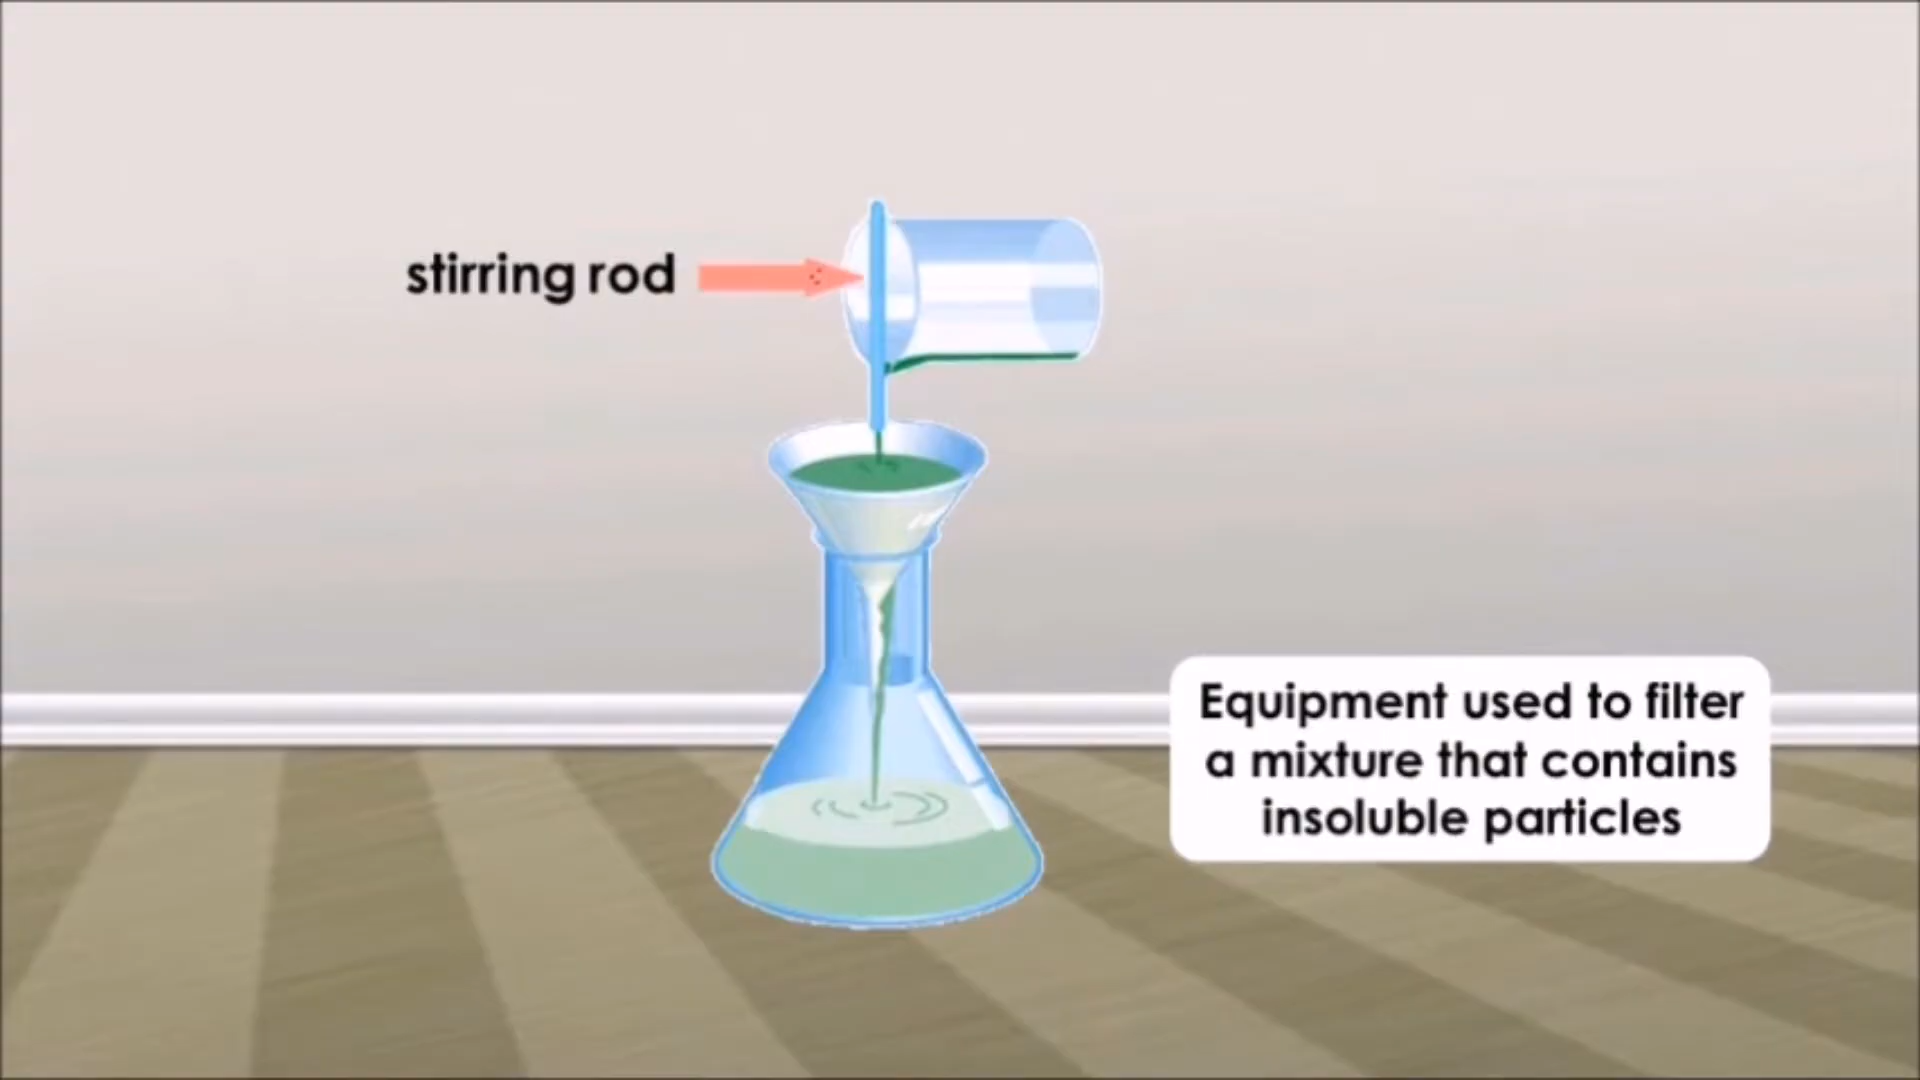 stirring rod
Equipment used to filter
a mixture that contains
insoluble particles